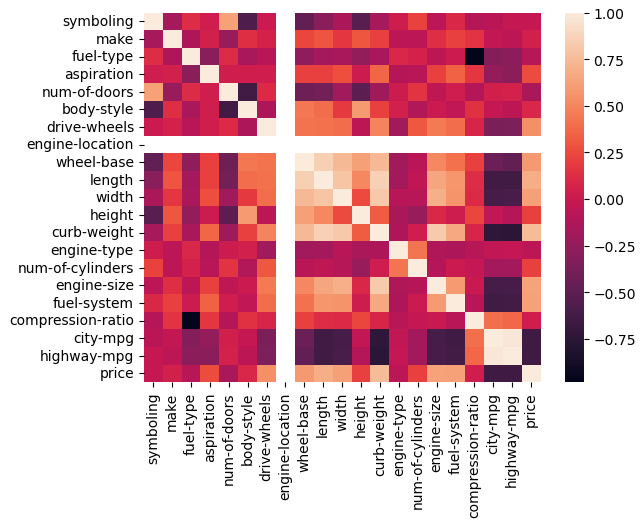 symboling
make
fuel-type
aspiration
num-of-doors
body-style
drive-wheels
engine-location
wheel-base
length
width
height
curb-weight
engine-type
num-of-cylinders
engine-size
fuel-system
compression-ratio
city-mpg
highway-mpg
price
symboling
make
fuel-type
aspiration
num-of-doors
body-style
drive-wheels
engine-location
wheel-base
length
width
height
curb-weight
engine-type
num-of-cylinders
engine-size
fuel-system
compression-ratio
city-mpg
highway-mpg
price
1.00
0.75
0.50
0.25
0.00
−0.25
−0.50
−0.75